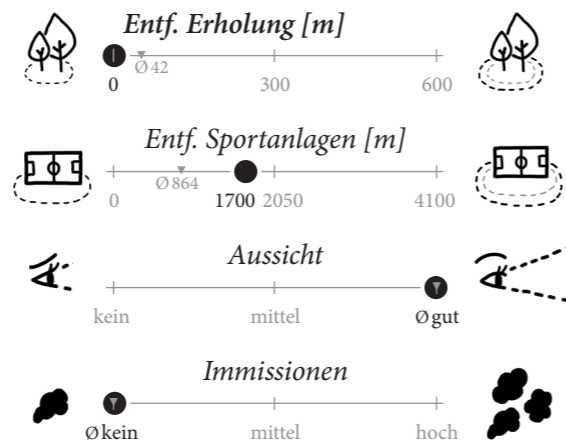 Entf. Erholung [m]
Ø 42
0 300 600
Entf. Sportanlagen [m]
Ø 864
0 1700 2050 4100
Aussicht
kein mittel Ø gut
Immissionen
Ø kein mittel hoch